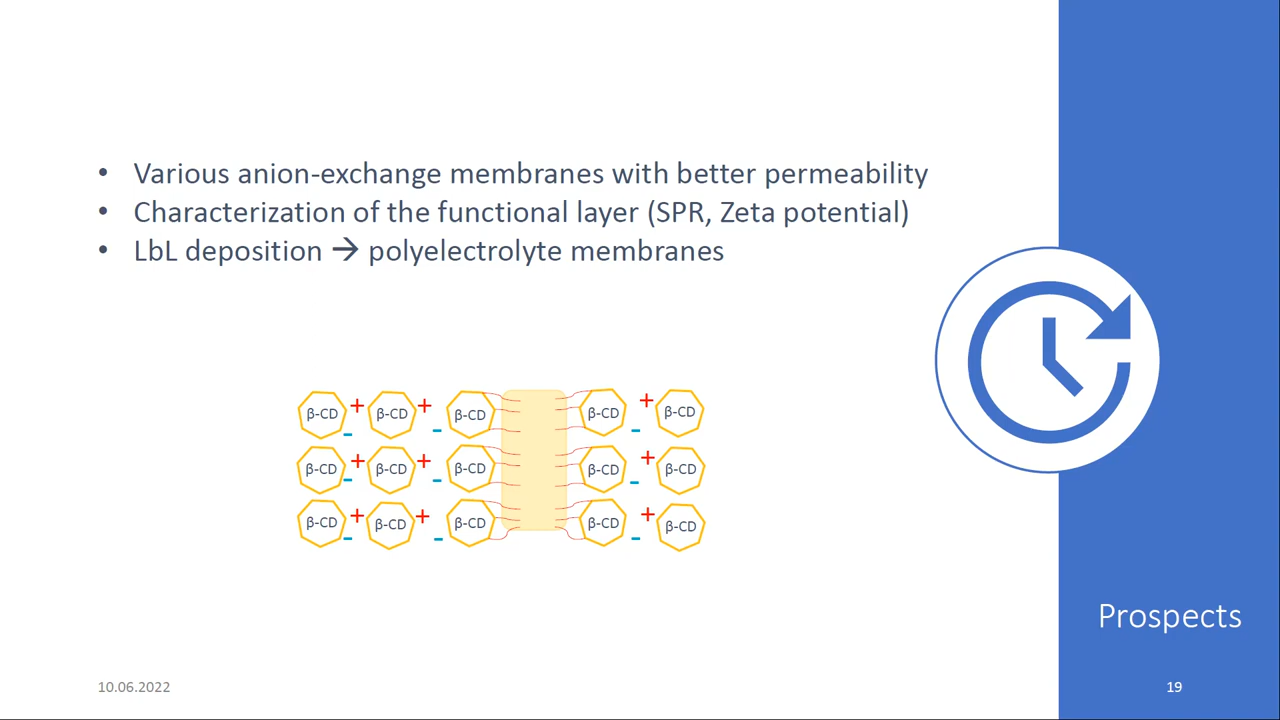 • Various anion-exchange membranes with better permeability
• Characterization of the functional layer (SPR, Zeta potential)
• LbL deposition → polyelectrolyte membranes
β-CD + β-CD + β-CD β-CD + β-CD
- - -
β-CD + β-CD + β-CD β-CD + β-CD
- - -
β-CD + β-CD + β-CD β-CD + β-CD
- - -
Prospects
10.06.2022
19